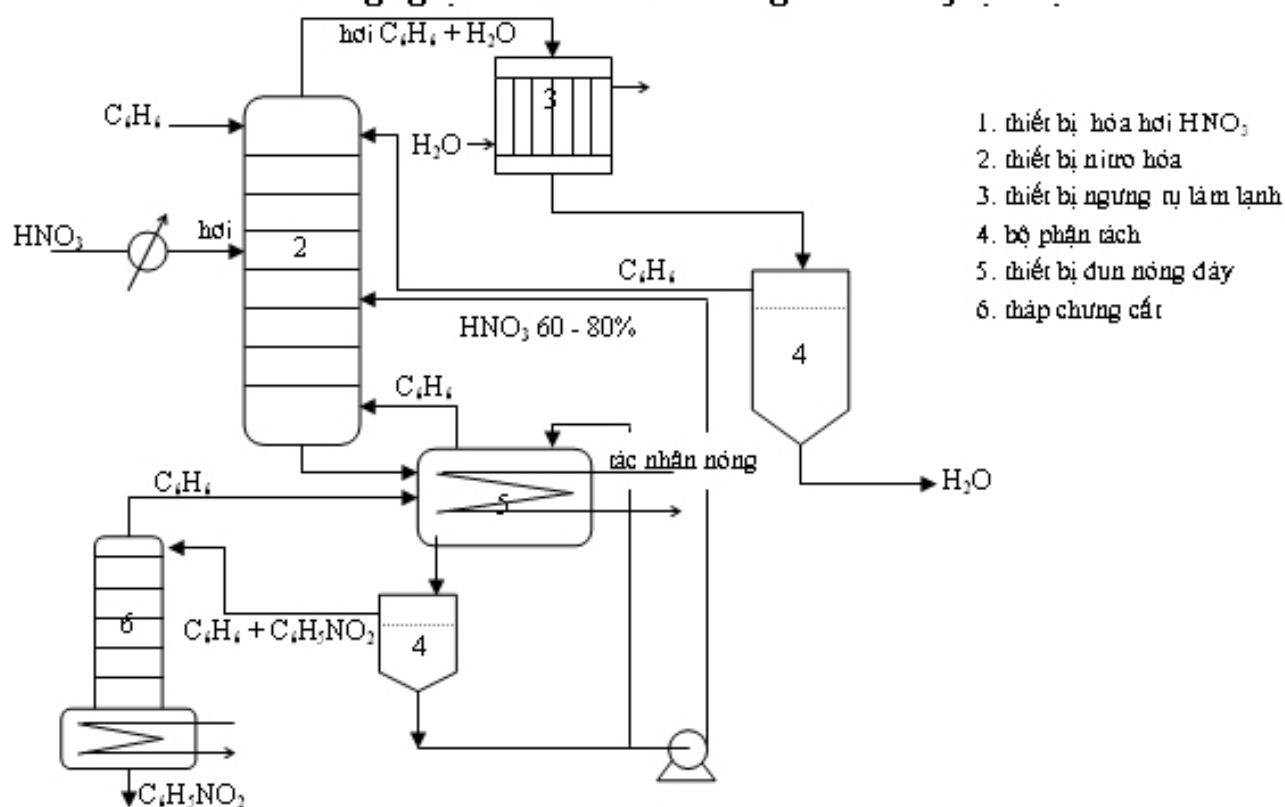 hơi C₆H₆ + H₂O
C₆H₆
3
H₂O
1. thiết bị hóa hơi HNO₃
2. thiết bị nitro hóa
3. thiết bị ngưng tụ làm lạnh
4. bộ phận tách
5. thiết bị đun nóng đáy
6. tháp chưng cất
HNO₃
hơi
2
C₆H₆
HNO₃ 60 - 80%
4
C₆H₆
tác nhân nóng
H₂O
C₆H₆
5
6
C₆H₆ + C₆H₅NO₂
4
C₆H₅NO₂